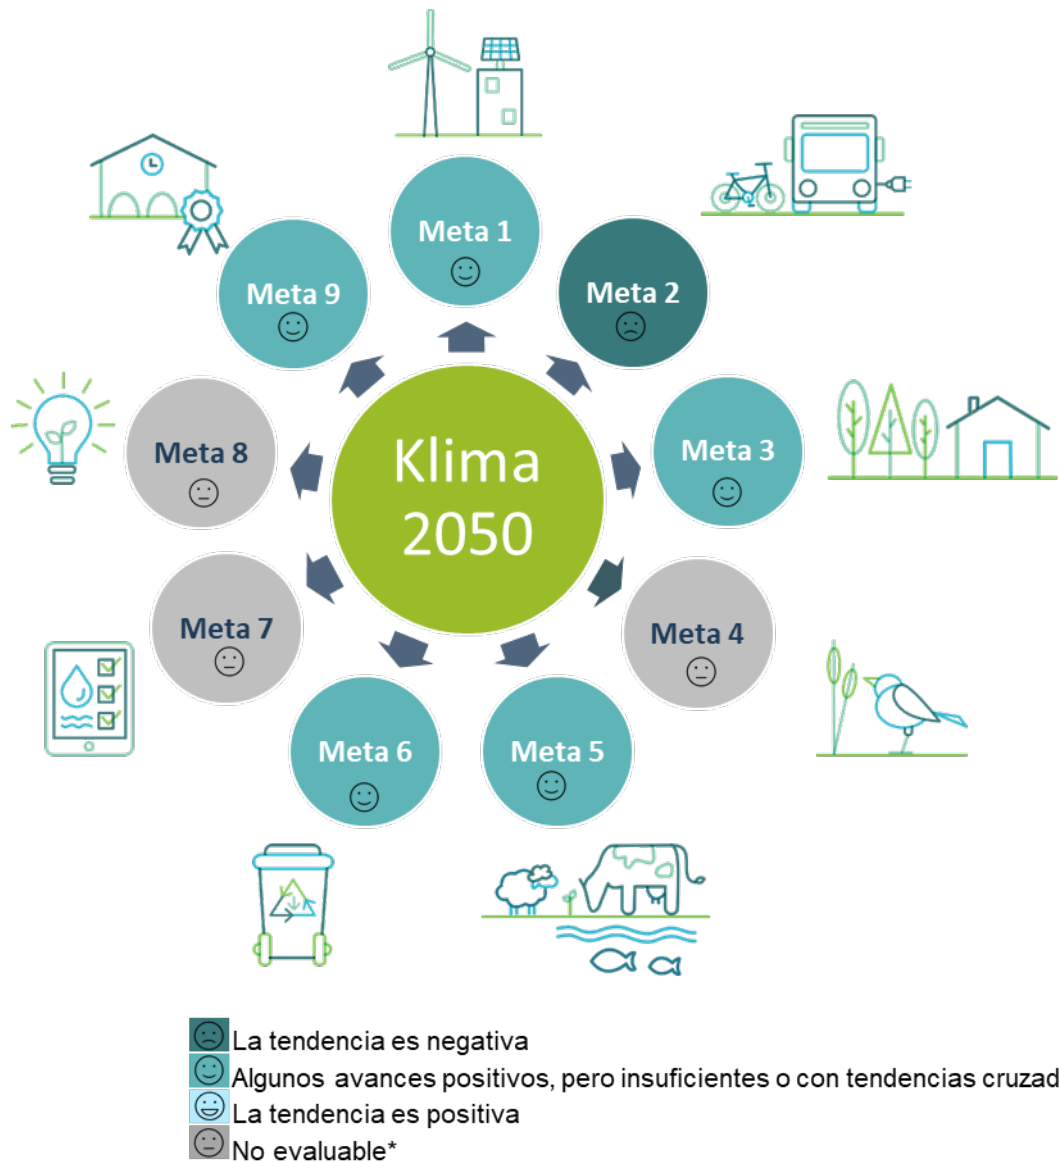 Meta 1
Meta 2
Meta 9
Meta 3
Meta 8
Klima
2050
Meta 7
Meta 4
Meta 6
Meta 5
La tendencia es negativa
Algunos avances positivos, pero insuficientes o con tendencias cruzad
La tendencia es positiva
No evaluable*